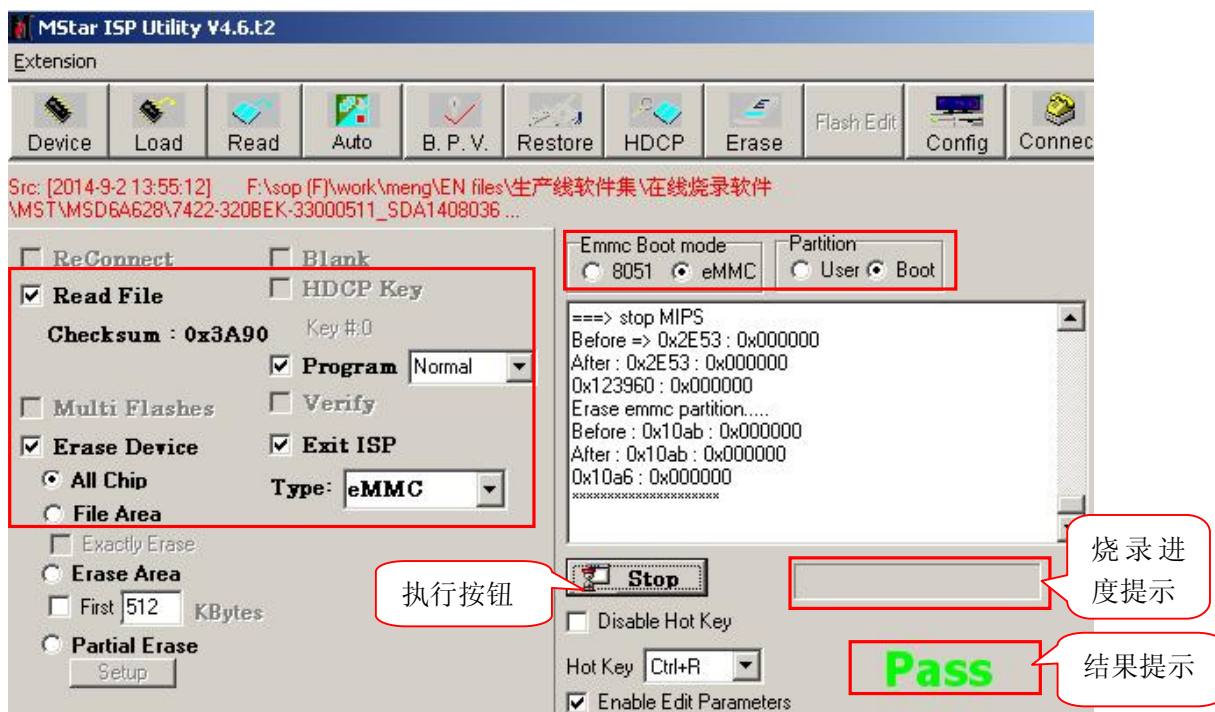 MStar ISP Utility V4.6.t2
Extension
Device Load Read Auto B. P. V. Restore HDCP Erase Flash Edit Config Connec
Src: [2014-9-2 13:55:12] F:\sop (F)\work\meng\EN files\生产线软件集\在线烧录软件
\MST\MSD6A628\7422-320BEK-33000511_SDA1408036 ...
ReConnect Blank
Read File HDCP Key
Checksum : 0x3A90 Key #:0
Program Normal
Multi Flashes Verify
Erase Device Exit ISP
All Chip Type: eMMC
File Area
Exactly Erase
Erase Area
First 512 KBytes
Partial Erase
Setup
Emmc Boot mode Partition
8051 eMMC User Boot
===> stop MIPS
Before => 0x2E53 : 0x000000
After : 0x2E53 : 0x000000
0x123960 : 0x000000
Erase emmc partition.....
Before : 0x10ab : 0x000000
After : 0x10ab : 0x000000
0x10a6 : 0x000000
执行按钮
Stop
烧录进
度提示
Disable Hot Key
Hot Key Ctrl+R
Pass
结果提示
Enable Edit Parameters